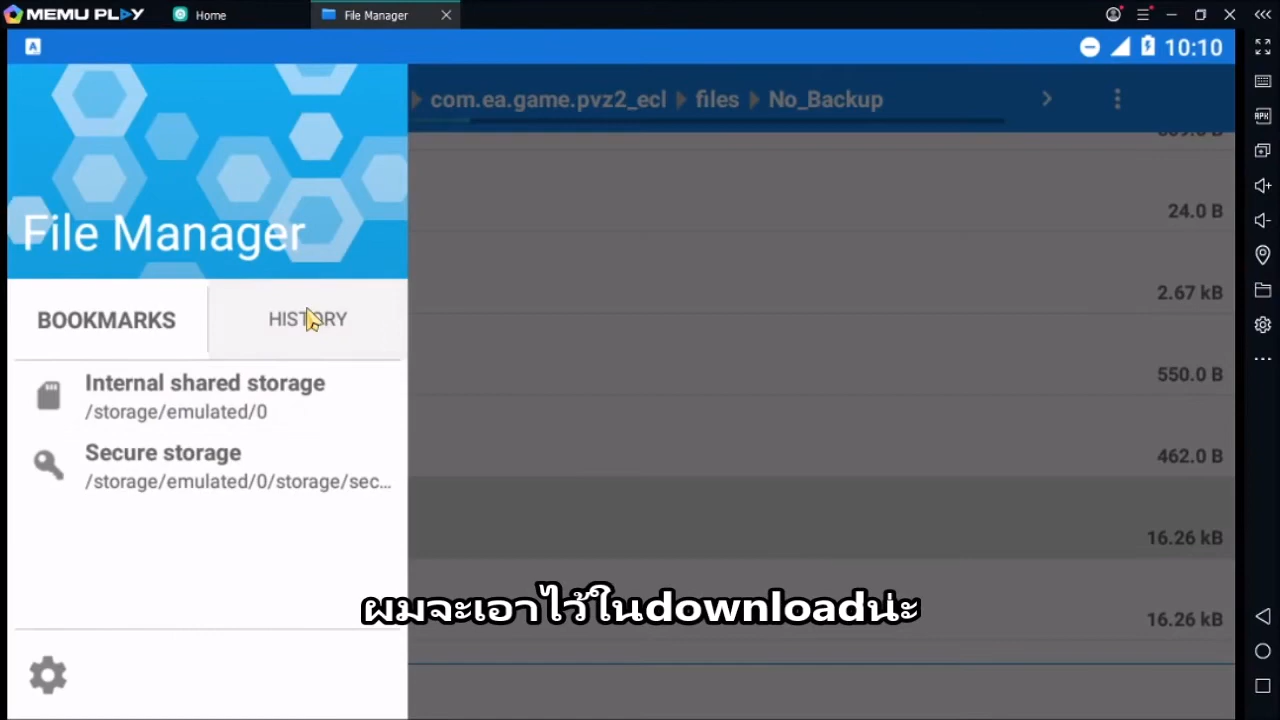 MEMU PLAY
Home
File Manager
10:10
com.ea.game.pvz2_ecl files No_Backup
File Manager
24.0 B
BOOKMARKS
HISTORY
2.67 kB
Internal shared storage
/storage/emulated/0
550.0 B
Secure storage
/storage/emulated/0/storage/sec...
462.0 B
16.26 kB
ผมจะเอาไว้ในdownloadน่ะ
16.26 kB
APK
A